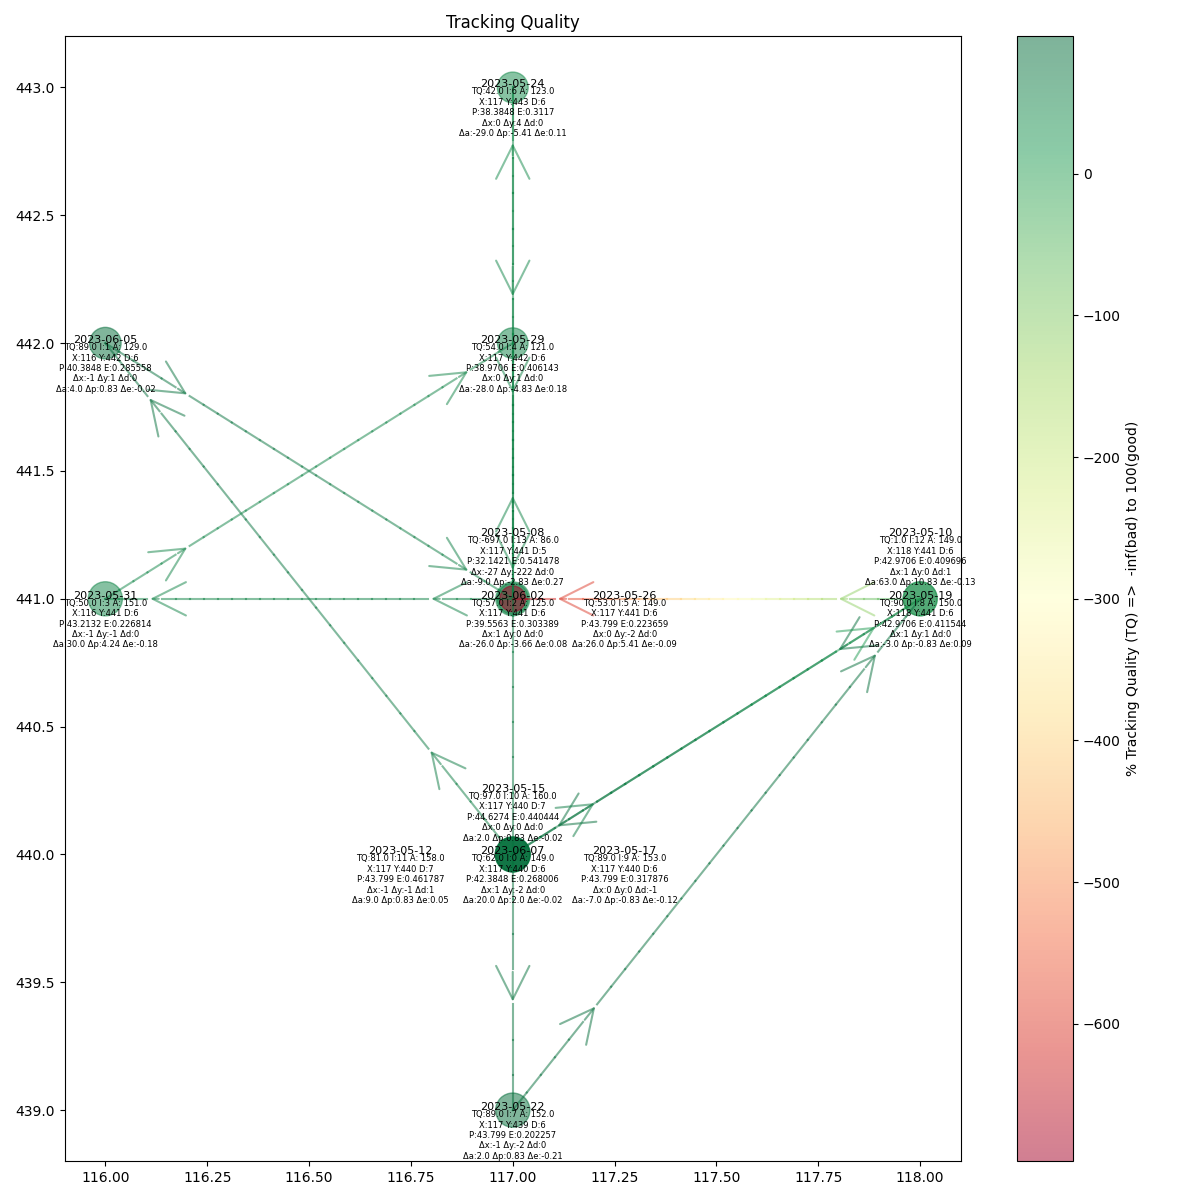 Tracking Quality
443.0
442.5
442.0
441.5
441.0
440.5
440.0
439.5
439.0
116.00
116.25
116.50
116.75
117.00
117.25
117.50
117.75
118.00
2023-05-24
TQ:42.0 I:6 A: 123.0
X:117 Y:443 D:6
P:38.3848 E:0.3117
Δx:0 Δy:4 Δd:0
Δa:-29.0 Δp:-5.41 Δe:0.11
2023-06-05
TQ:89.0 I:1 A: 129.0
X:116 Y:442 D:6
P:40.3848 E:0.285558
Δx:-1 Δy:1 Δd:0
Δa:4.0 Δp:0.83 Δe:-0.02
2023-05-29
TQ:54.0 I:4 A: 121.0
X:117 Y:442 D:6
P:38.9706 E:0.406143
Δx:0 Δy:1 Δd:0
Δa:-28.0 Δp:-4.83 Δe:0.18
2023-05-08
TQ:-697.0 I:13 A: 86.0
X:117 Y:441 D:5
P:32.1421 E:0.541478
Δx:-27 Δy:-222 Δd:0
Δa:-9.0 Δp:-2.83 Δe:0.27
2023-05-10
TQ:1.0 I:12 A: 149.0
X:118 Y:441 D:6
P:42.9706 E:0.409696
Δx:1 Δy:0 Δd:1
Δa:63.0 Δp:10.83 Δe:-0.13
2023-05-31
TQ:50.0 I:3 A: 151.0
X:116 Y:441 D:6
P:43.2132 E:0.226814
Δx:-1 Δy:-1 Δd:0
Δa:30.0 Δp:4.24 Δe:-0.18
2023-06-02
X:117 Y:441 D:6
P:39.5563 E:0.303389
Δx:1 Δy:0 Δd:0
Δa:-26.0 Δp:-3.66 Δe:0.08
2023-05-26
TQ:53.0 I:5 A: 149.0
X:117 Y:441 D:6
P:43.799 E:0.223659
Δx:0 Δy:-2 Δd:0
Δa:26.0 Δp:5.41 Δe:-0.09
2023-05-19
TQ:90.0 I:8 A: 150.0
X:118 Y:441 D:6
P:42.9706 E:0.411544
Δx:1 Δy:1 Δd:0
Δa:-3.0 Δp:-0.83 Δe:0.09
2023-05-15
TQ:97.0 I:10 A: 160.0
X:117 Y:440 D:7
P:44.6274 E:0.440444
Δx:0 Δy:0 Δd:0
Δa:2.0 Δp:0.83 Δe:-0.02
2023-05-12
TQ:81.0 I:11 A: 158.0
X:117 Y:440 D:7
P:43.799 E:0.461787
Δx:-1 Δy:-1 Δd:1
Δa:9.0 Δp:0.83 Δe:0.05
2023-06-07
TQ:62.0 I:0 A: 149.0
X:117 Y:440 D:6
P:42.3848 E:0.268006
Δx:1 Δy:-2 Δd:0
Δa:20.0 Δp:2.0 Δe:-0.02
2023-05-17
TQ:89.0 I:9 A: 153.0
X:117 Y:440 D:6
P:43.799 E:0.317876
Δx:0 Δy:0 Δd:-1
Δa:-7.0 Δp:-0.83 Δe:-0.12
2023-05-22
TQ:89.0 I:7 A: 152.0
X:117 Y:439 D:6
P:43.799 E:0.202257
Δx:-1 Δy:-2 Δd:0
Δa:2.0 Δp:0.83 Δe:-0.21
0
−100
−200
−300
−400
−500
−600
% Tracking Quality (TQ) => -inf(bad) to 100(good)